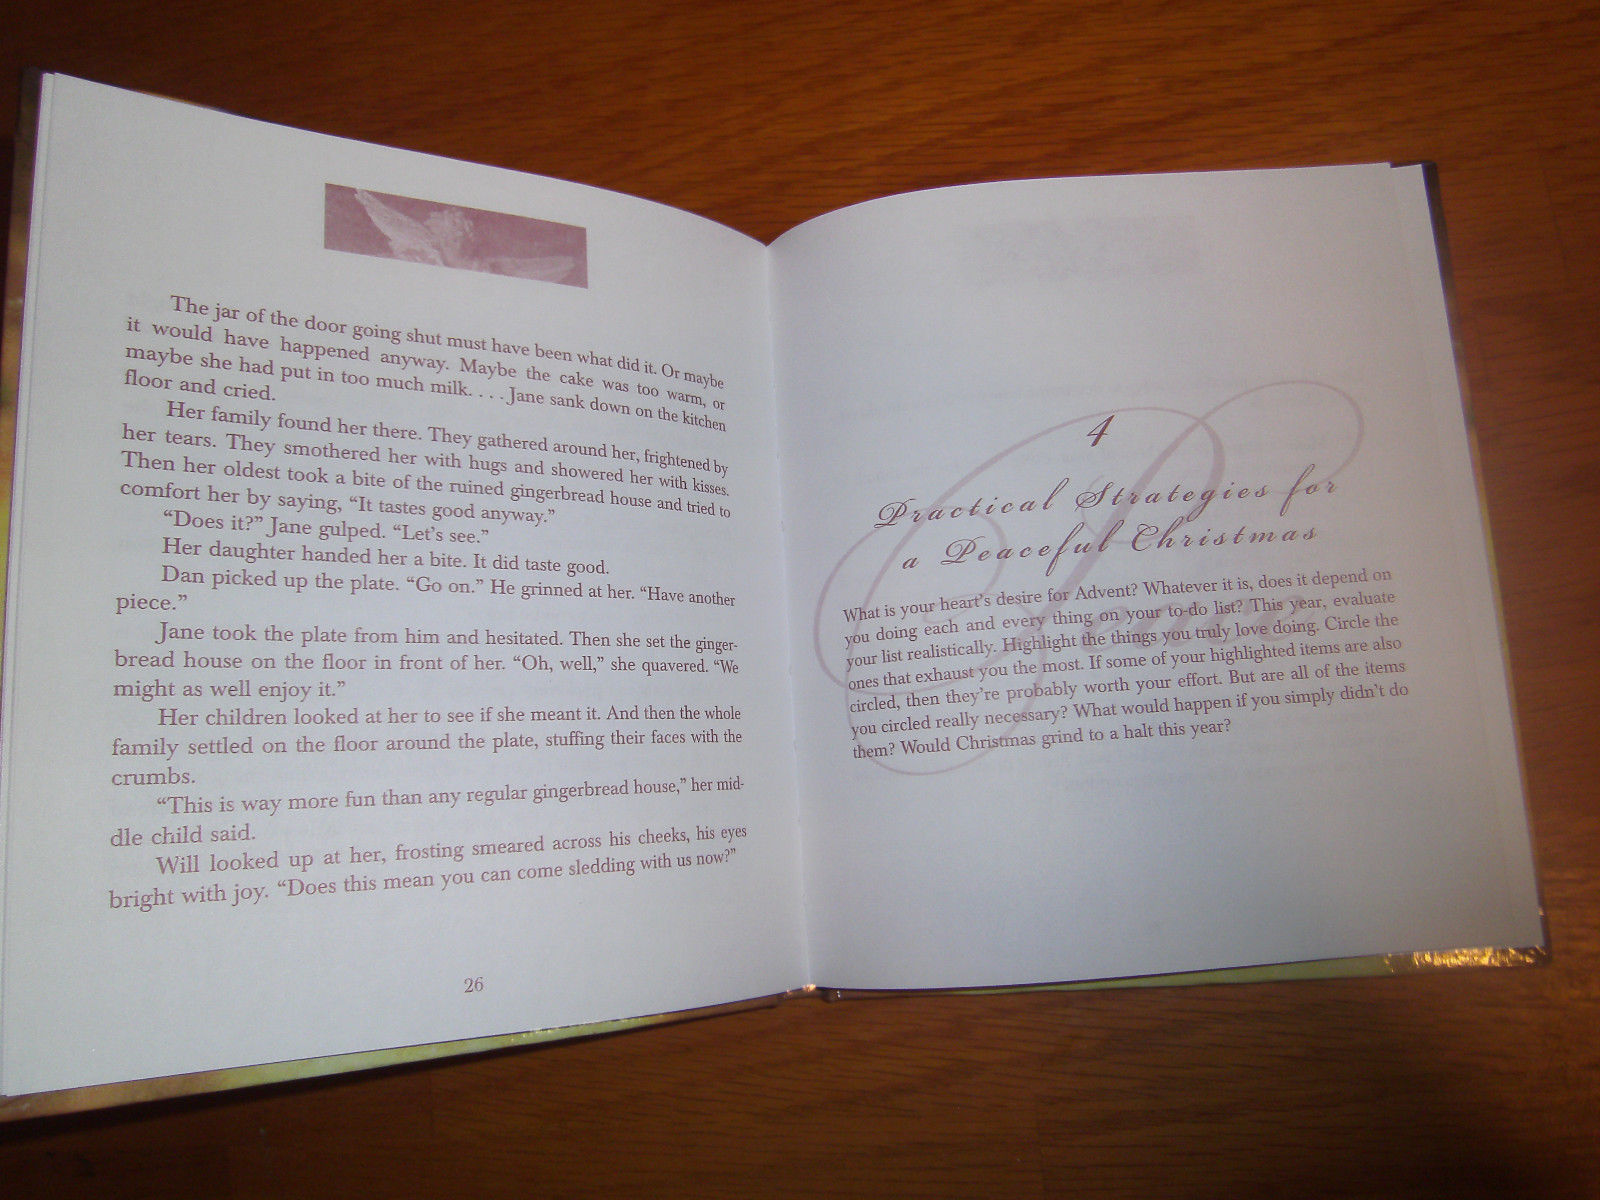 The jar of the door going shut must have been what did it. Or maybe
it would have happened anyway. Maybe the cake was too warm, or
maybe she had put in too much milk. . . . Jane sank down on the kitchen
floor and cried.
Her family found her there. They gathered around her, frightened by
her tears. They smothered her with hugs and showered her with kisses.
Then her oldest took a bite of the ruined gingerbread house and tried to
comfort her by saying, “It tastes good anyway.”
“Does it?” Jane gulped. “Let’s see.”
Her daughter handed her a bite. It did taste good.
Dan picked up the plate. “Go on.” He grinned at her. “Have another
piece.”
Jane took the plate from him and hesitated. Then she set the ginger-
bread house on the floor in front of her. “Oh, well,” she quavered. “We
might as well enjoy it.”
Her children looked at her to see if she meant it. And then the whole
family settled on the floor around the plate, stuffing their faces with the
crumbs.
“This is way more fun than any regular gingerbread house,” her mid-
dle child said.
Will looked up at her, frosting smeared across his cheeks, his eyes
bright with joy. “Does this mean you can come sledding with us now?”
26
4
Practical Strategies for
a Peaceful Christmas
What is your heart’s desire for Advent? Whatever it is, does it depend on
you doing each and every thing on your to-do list? This year, evaluate
your list realistically. Highlight the things you truly love doing. Circle the
ones that exhaust you the most. If some of your highlighted items are also
circled, then they’re probably worth your effort. But are all of the items
you circled really necessary? What would happen if you simply didn’t do
them? Would Christmas grind to a halt this year?
Peace